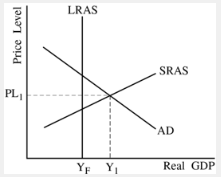 LRAS
Price Level
SRAS
PL1
AD
YF
Y1
Real GDP